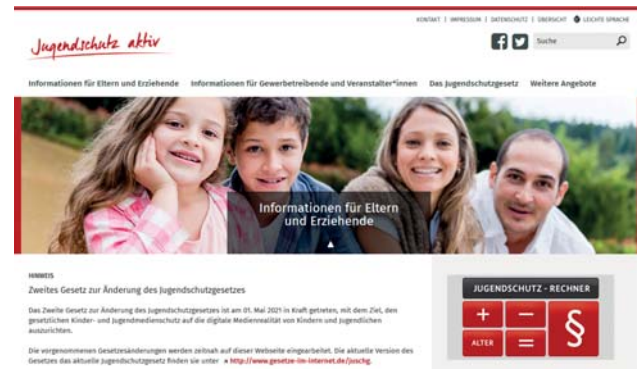 KONTAKT | IMPRESSUM | DATENSCHUTZ | ÜBERSICHT LEICHTE SPRACHE
Jugendschutz aktiv
Suche
Informationen für Eltern und Erziehende Informationen für Gewerbetreibende und Veranstalter*innen Das Jugendschutzgesetz Weitere Angebote
Informationen für Eltern
und Erziehende
HINWEIS
Zweites Gesetz zur Änderung des Jugendschutzgesetzes
Das Zweite Gesetz zur Änderung des Jugendschutzgesetzes ist am 01. Mai 2021 in Kraft getreten, mit dem Ziel, den
gesetzlichen Kinder- und Jugendmedienschutz auf die digitale Medienrealität von Kindern und Jugendlichen
auszurichten.
Die vorgenommenen Gesetzesänderungen werden zeitnah auf dieser Webseite eingearbeitet. Die aktuelle Version des
Gesetzes das aktuelle Jugendschutzgesetz finden sie unter » http://www.gesetze-im-internet.de/juschg.
JUGENDSCHUTZ - RECHNER
+ − §
ALTER =